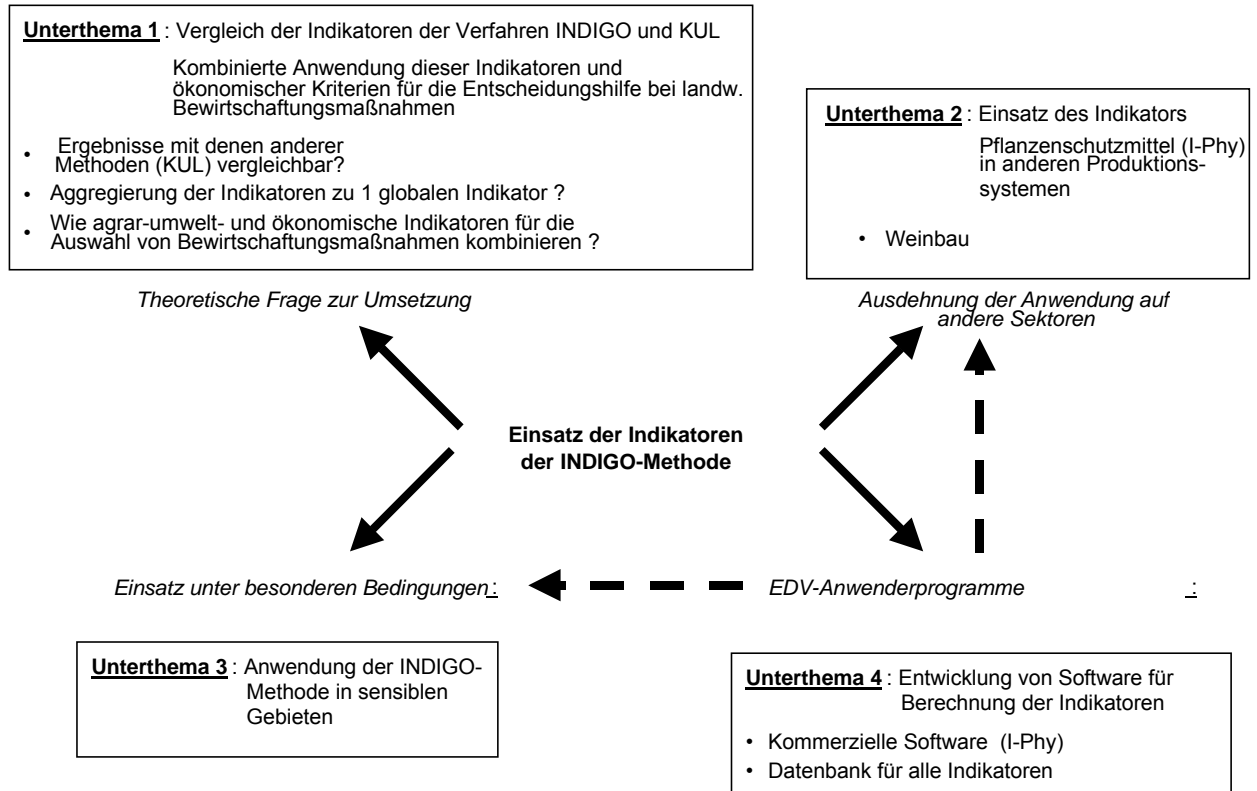 Unterthema 1 : Vergleich der Indikatoren der Verfahren INDIGO und KUL
Kombinierte Anwendung dieser Indikatoren und
ökonomischer Kriterien für die Entscheidungshilfe bei landw.
Bewirtschaftungsmaßnahmen
• Ergebnisse mit denen anderer
Methoden (KUL) vergleichbar?
• Aggregierung der Indikatoren zu 1 globalen Indikator ?
• Wie agrar-umwelt- und ökonomische Indikatoren für die
Auswahl von Bewirtschaftungsmaßnahmen kombinieren ?
Theoretische Frage zur Umsetzung
Unterthema 2 : Einsatz des Indikators
Pflanzenschutzmittel (I-Phy)
in anderen Produktions-
systemen
• Weinbau
Ausdehnung der Anwendung auf
andere Sektoren
Einsatz der Indikatoren
der INDIGO-Methode
Einsatz unter besonderen Bedingungen :
EDV-Anwenderprogramme :
Unterthema 3 : Anwendung der INDIGO-
Methode in sensiblen
Gebieten
Unterthema 4 : Entwicklung von Software für
Berechnung der Indikatoren
• Kommerzielle Software (I-Phy)
• Datenbank für alle Indikatoren